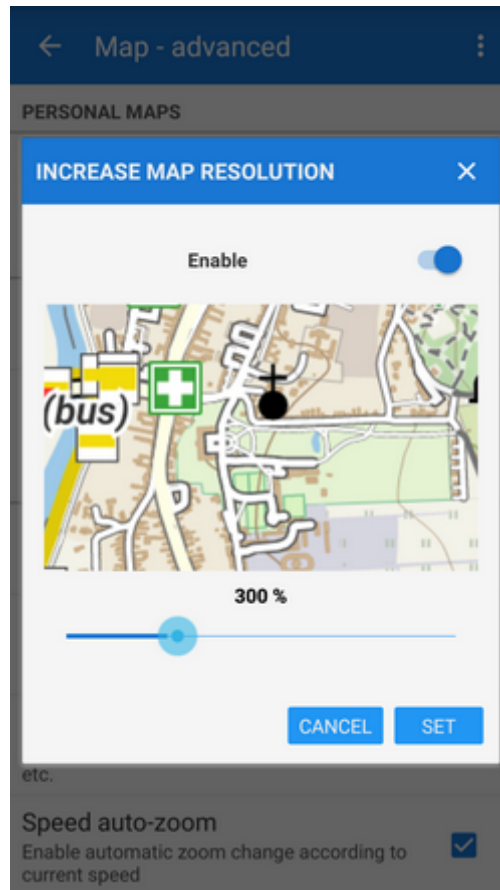 Map - advanced
PERSONAL MAPS
INCREASE MAP RESOLUTION
Enable
(bus)
300 %
CANCEL
SET
etc.
Speed auto-zoom
Enable automatic zoom change according to
current speed